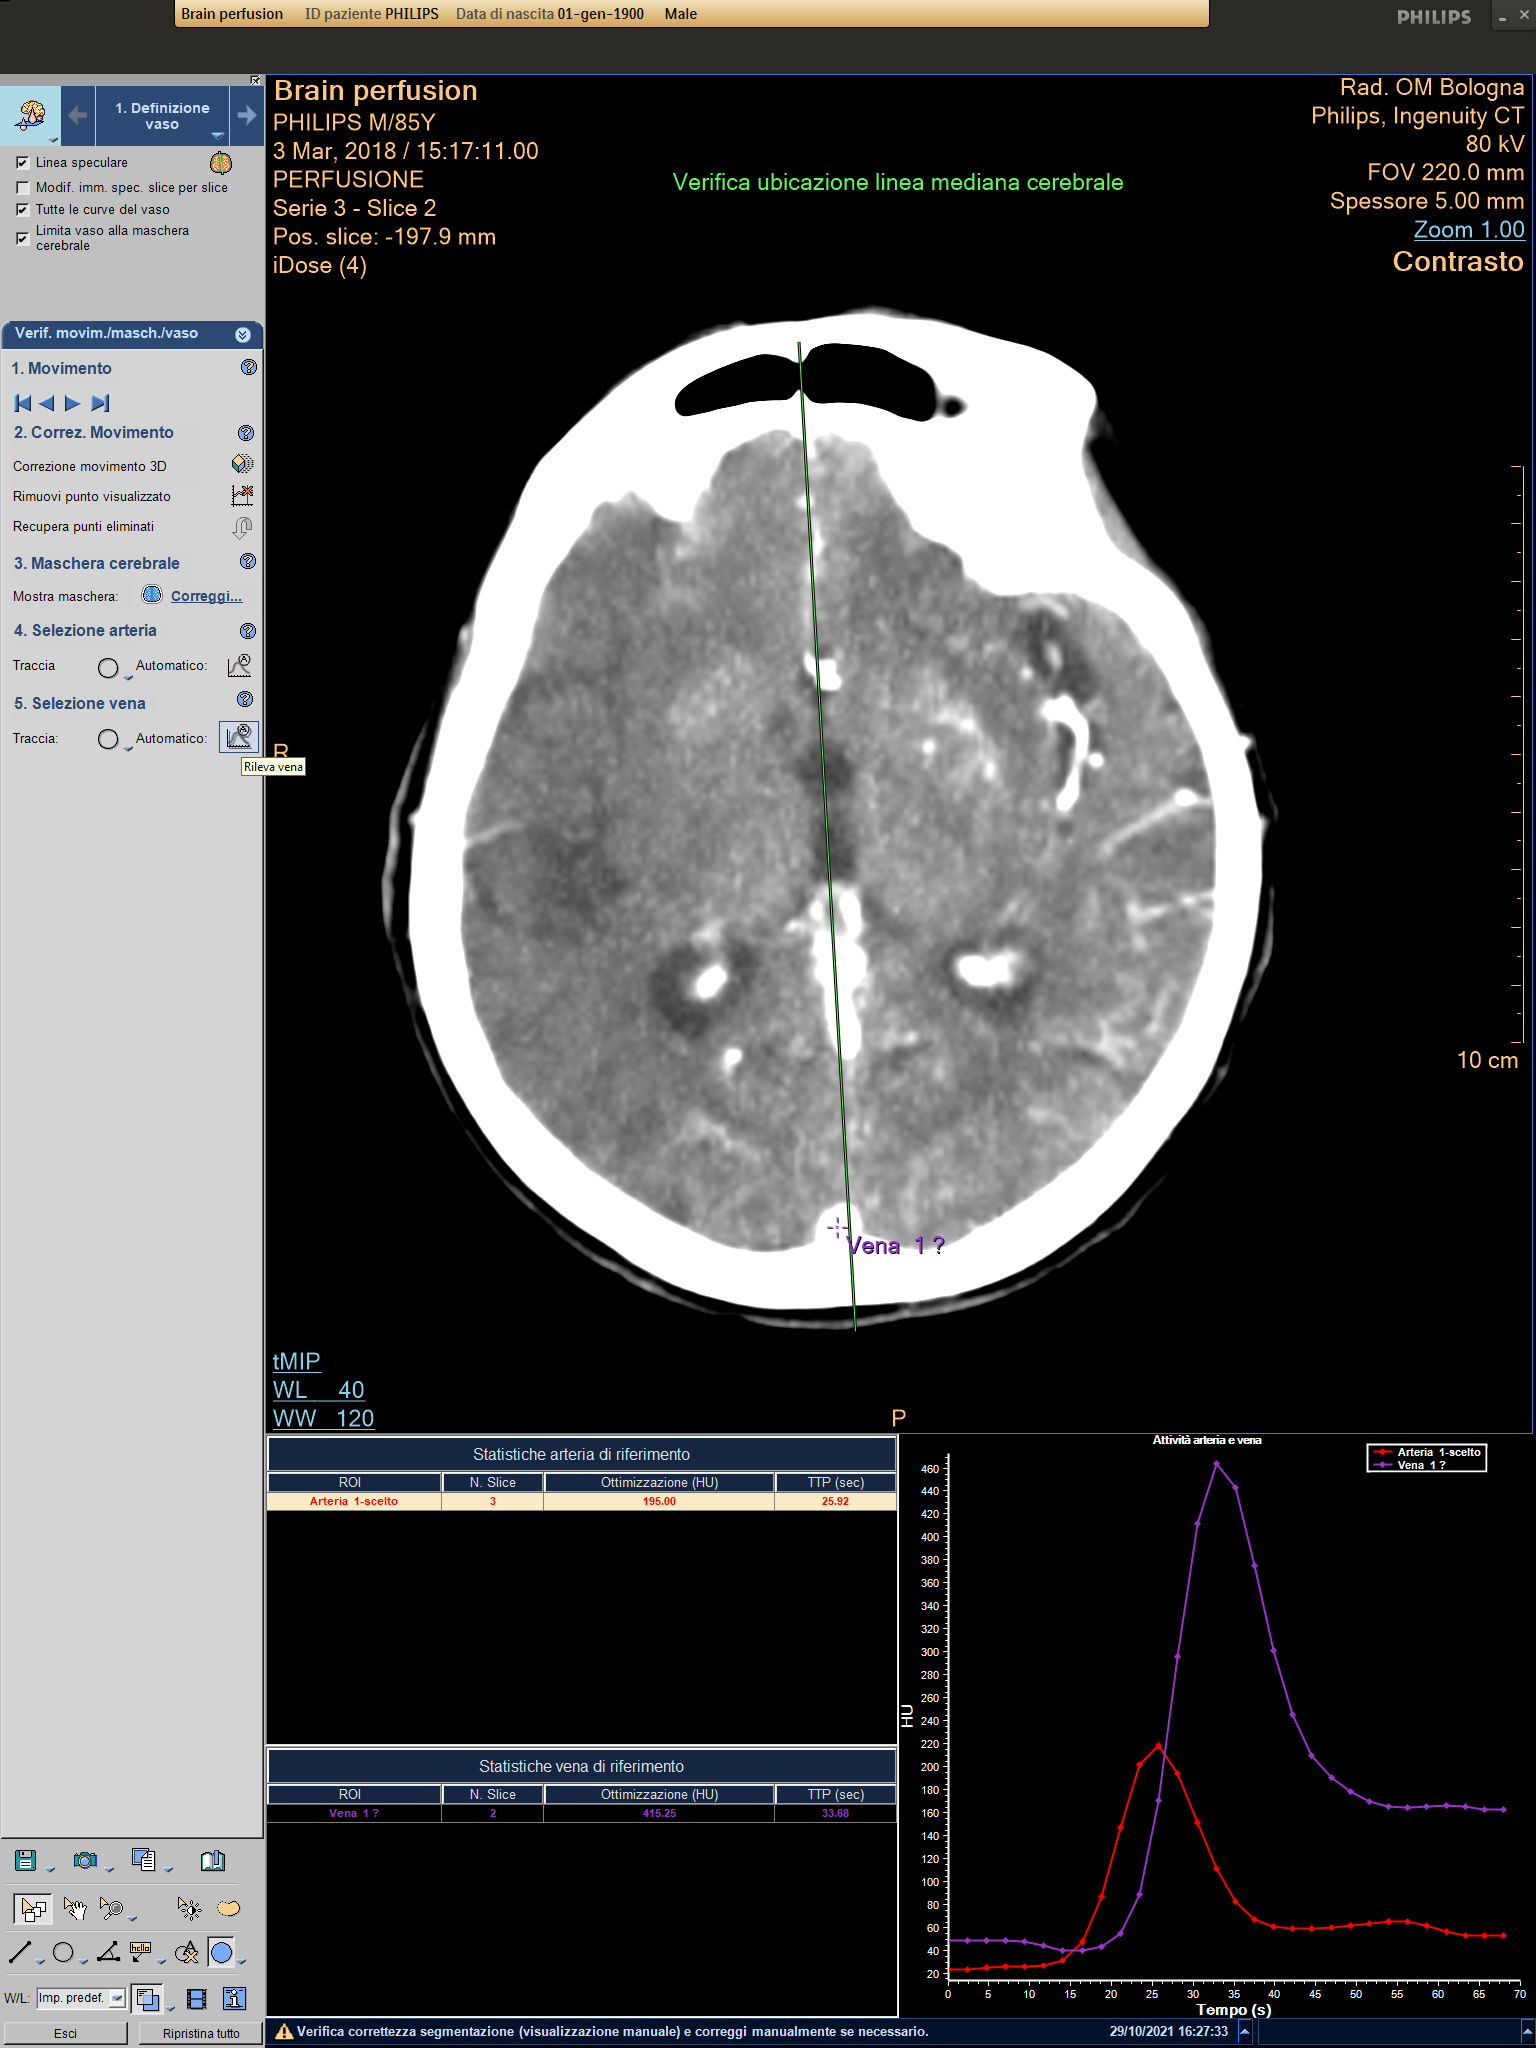 Brain perfusion ID paziente PHILIPS Data di nascita 01-gen-1900 Male
PHILIPS
1. Definizione
vaso
Linea speculare
Modif. imm. spec. slice per slice
Tutte le curve del vaso
Limita vaso alla maschera
cerebrale
Verif. movim./masch./vaso
1. Movimento
2. Correz. Movimento
Correzione movimento 3D
Rimuovi punto visualizzato
Recupera punti eliminati
3. Maschera cerebrale
Mostra maschera: Correggi...
4. Selezione arteria
Traccia Automatico:
5. Selezione vena
Traccia: Automatico:
Rileva vena
hello
W/L: Imp. predef.
Esci Ripristina tutto
Brain perfusion
PHILIPS M/85Y
3 Mar, 2018 / 15:17:11.00
PERFUSIONE
Serie 3 - Slice 2
Pos. slice: -197.9 mm
iDose (4)
Verifica ubicazione linea mediana cerebrale
Rad. OM Bologna
Philips, Ingenuity CT
80 kV
FOV 220.0 mm
Spessore 5.00 mm
Zoom 1.00
Contrasto
R
10 cm
Vena 1 ?
tMIP
WL 40
WW 120
P
Statistiche arteria di riferimento
ROI N. Slice Ottimizzazione (HU) TTP (sec)
Arteria 1-scelto 3 195.00 25.92
Statistiche vena di riferimento
ROI N. Slice Ottimizzazione (HU) TTP (sec)
Vena 1 ? 2 415.25 33.68
Attività arteria e vena
Arteria 1-scelto
Vena 1 ?
460
440
420
400
380
360
340
320
300
280
260
240
220
200
180
160
140
120
100
80
60
40
20
HU
0 5 10 15 20 25 30 35 40 45 50 55 60 65 70
Tempo (s)
Verifica correttezza segmentazione (visualizzazione manuale) e correggi manualmente se necessario. 29/10/2021 16:27:33